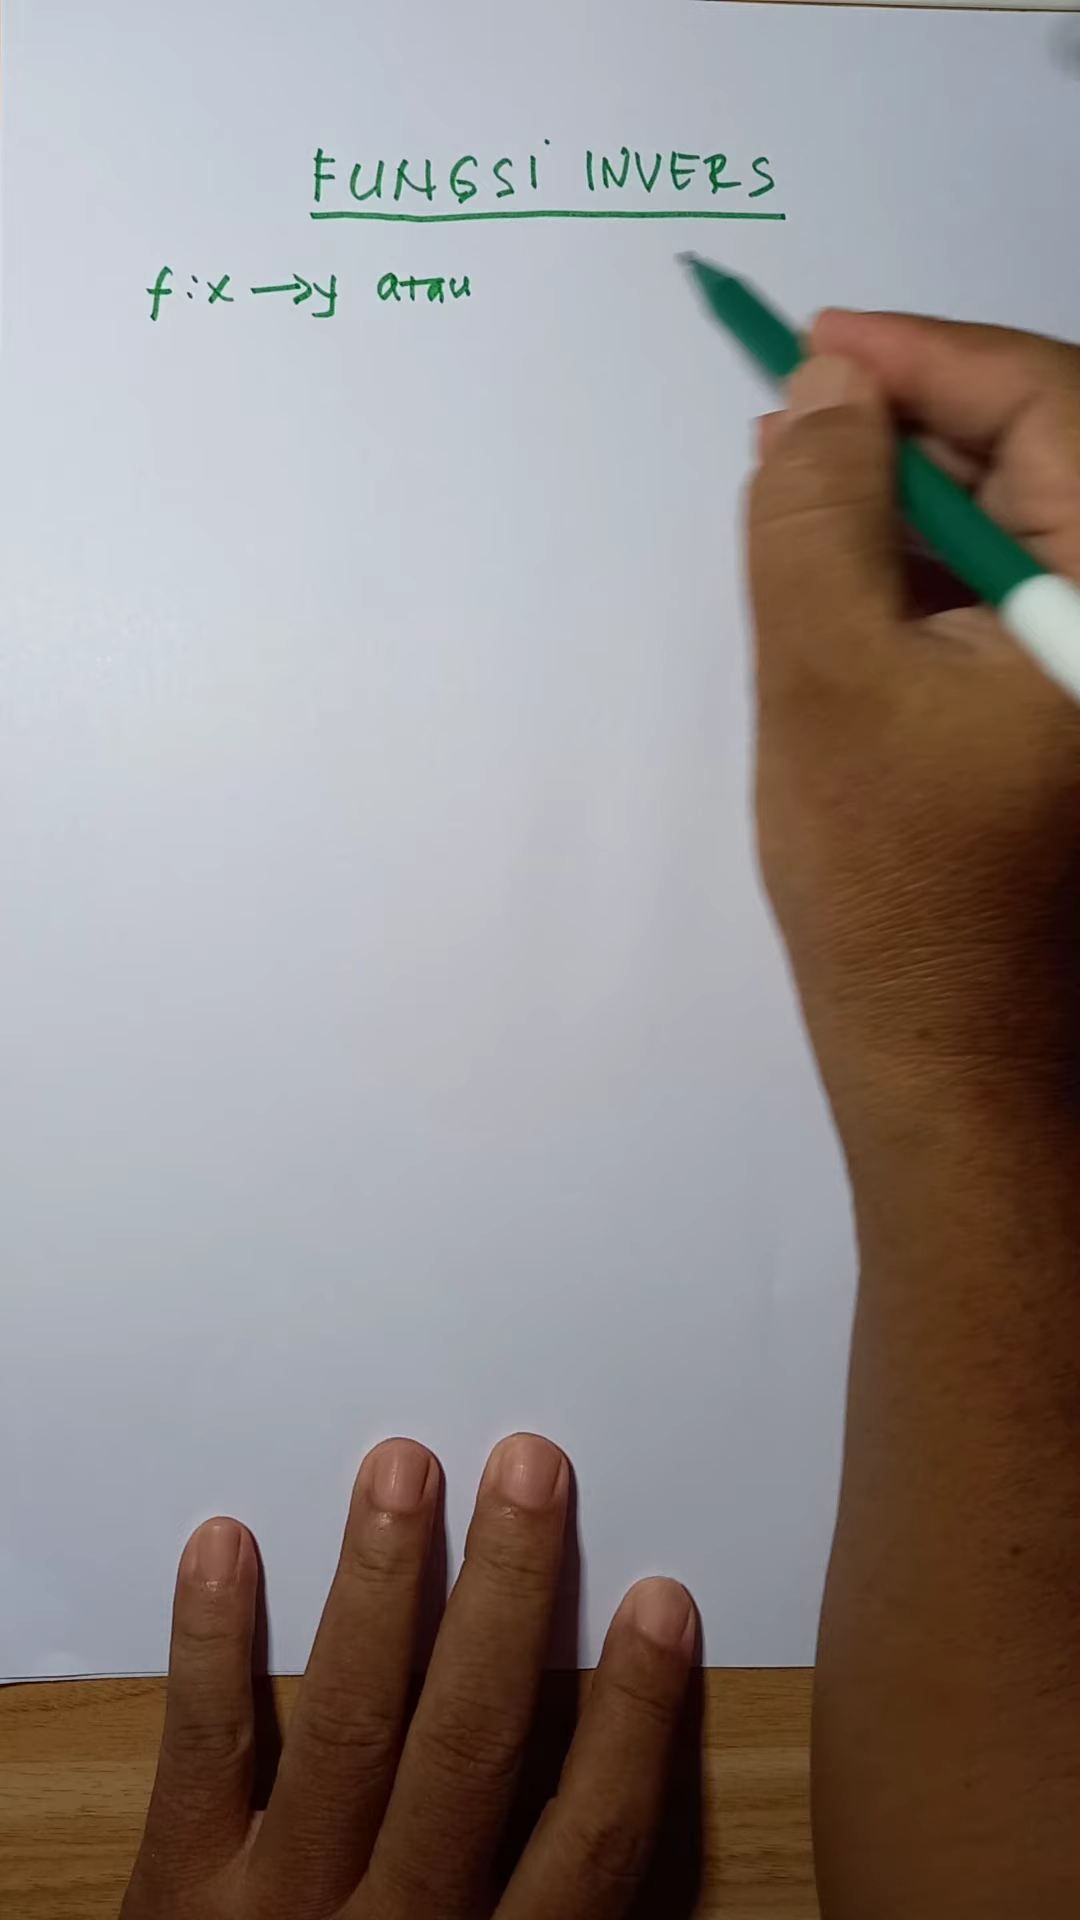 FUNGSI INVERS
f : x → y atau